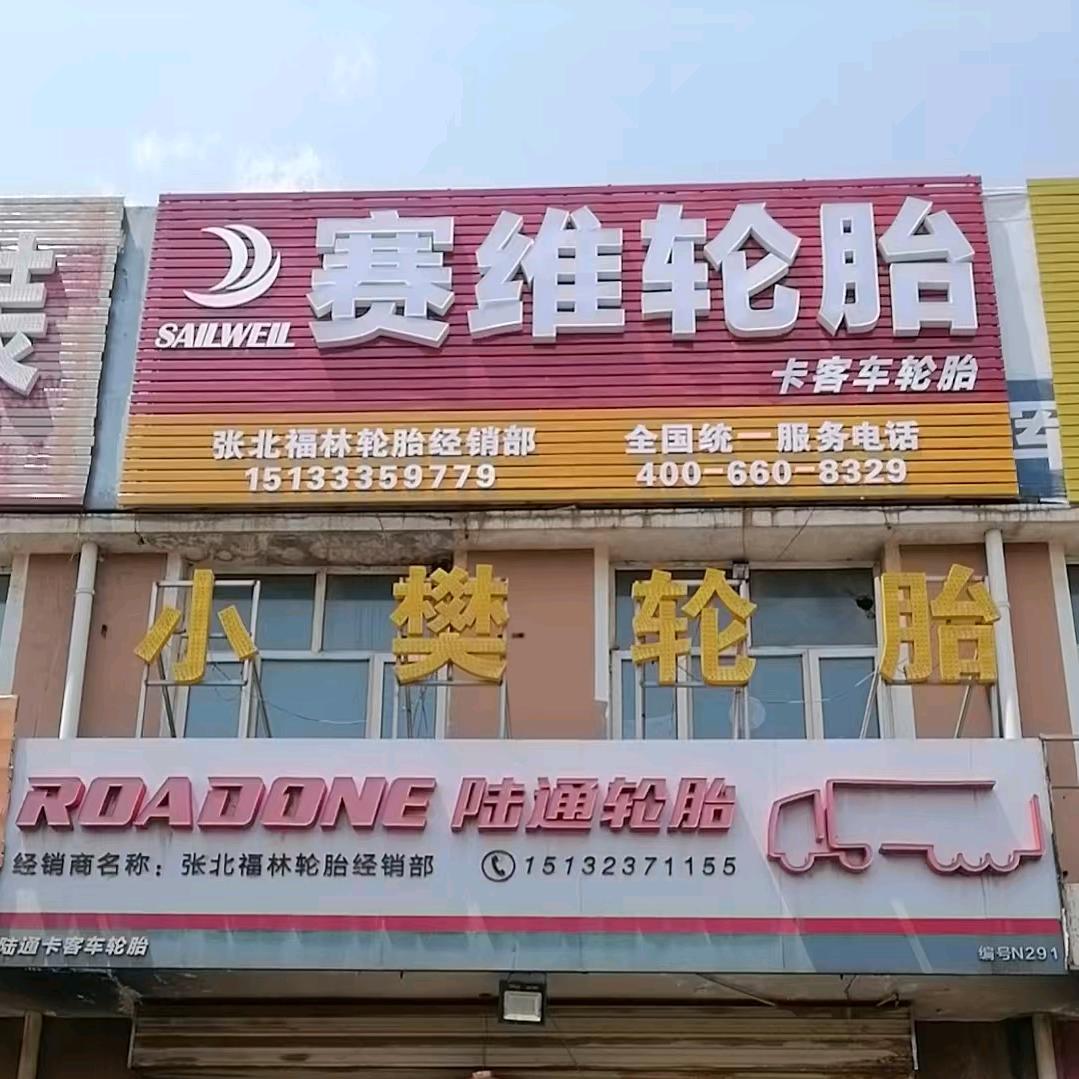 赛维轮胎
SAILWEIL
卡客车轮胎
张北福林轮胎经销部 全国统一服务电话
15133359779 400-660-8329
小樊轮胎
ROADONE 陆通轮胎
经销商名称：张北福林轮胎经销部 15132371155
陆通卡客车轮胎 编号N291